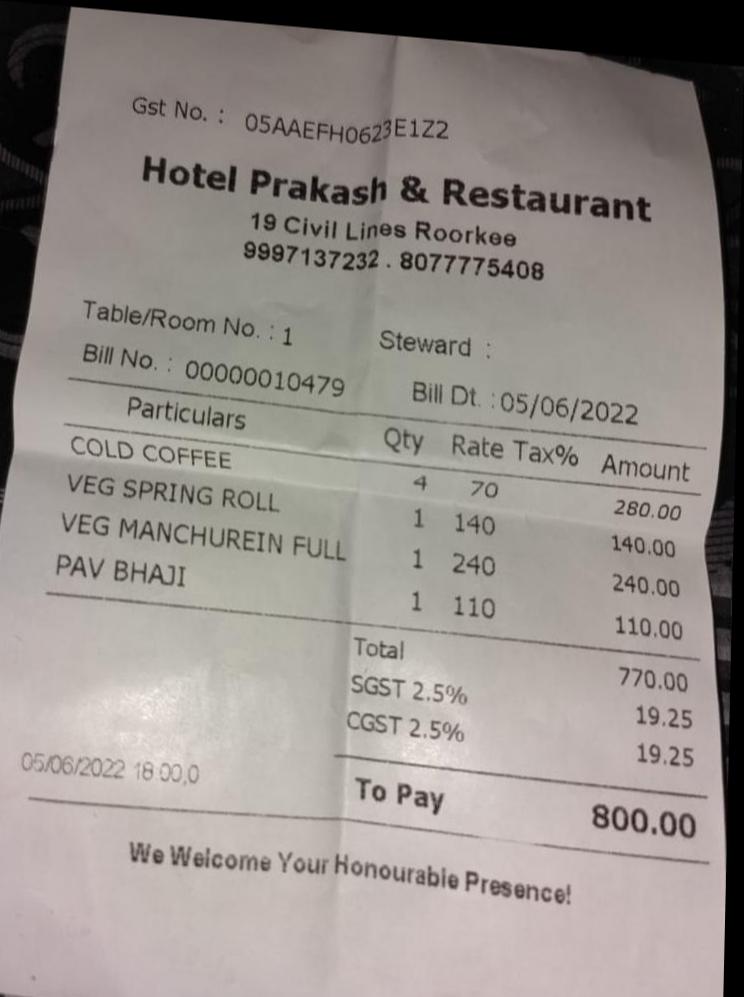 Gst No. : 05AAEFH0623E1Z2
Hotel Prakash & Restaurant
19 Civil Lines Roorkee
9997137232 . 8077775408
Table/Room No. : 1 Steward :
Bill No. : 00000010479 Bill Dt. : 05/06/2022
Particulars Qty Rate Tax% Amount
COLD COFFEE 4 70 280.00
VEG SPRING ROLL 1 140 140.00
VEG MANCHUREIN FULL 1 240 240.00
PAV BHAJI 1 110 110.00
Total 770.00
SGST 2.5% 19.25
CGST 2.5% 19.25
05/06/2022 18:00,0
To Pay 800.00
We Welcome Your Honourable Presence!